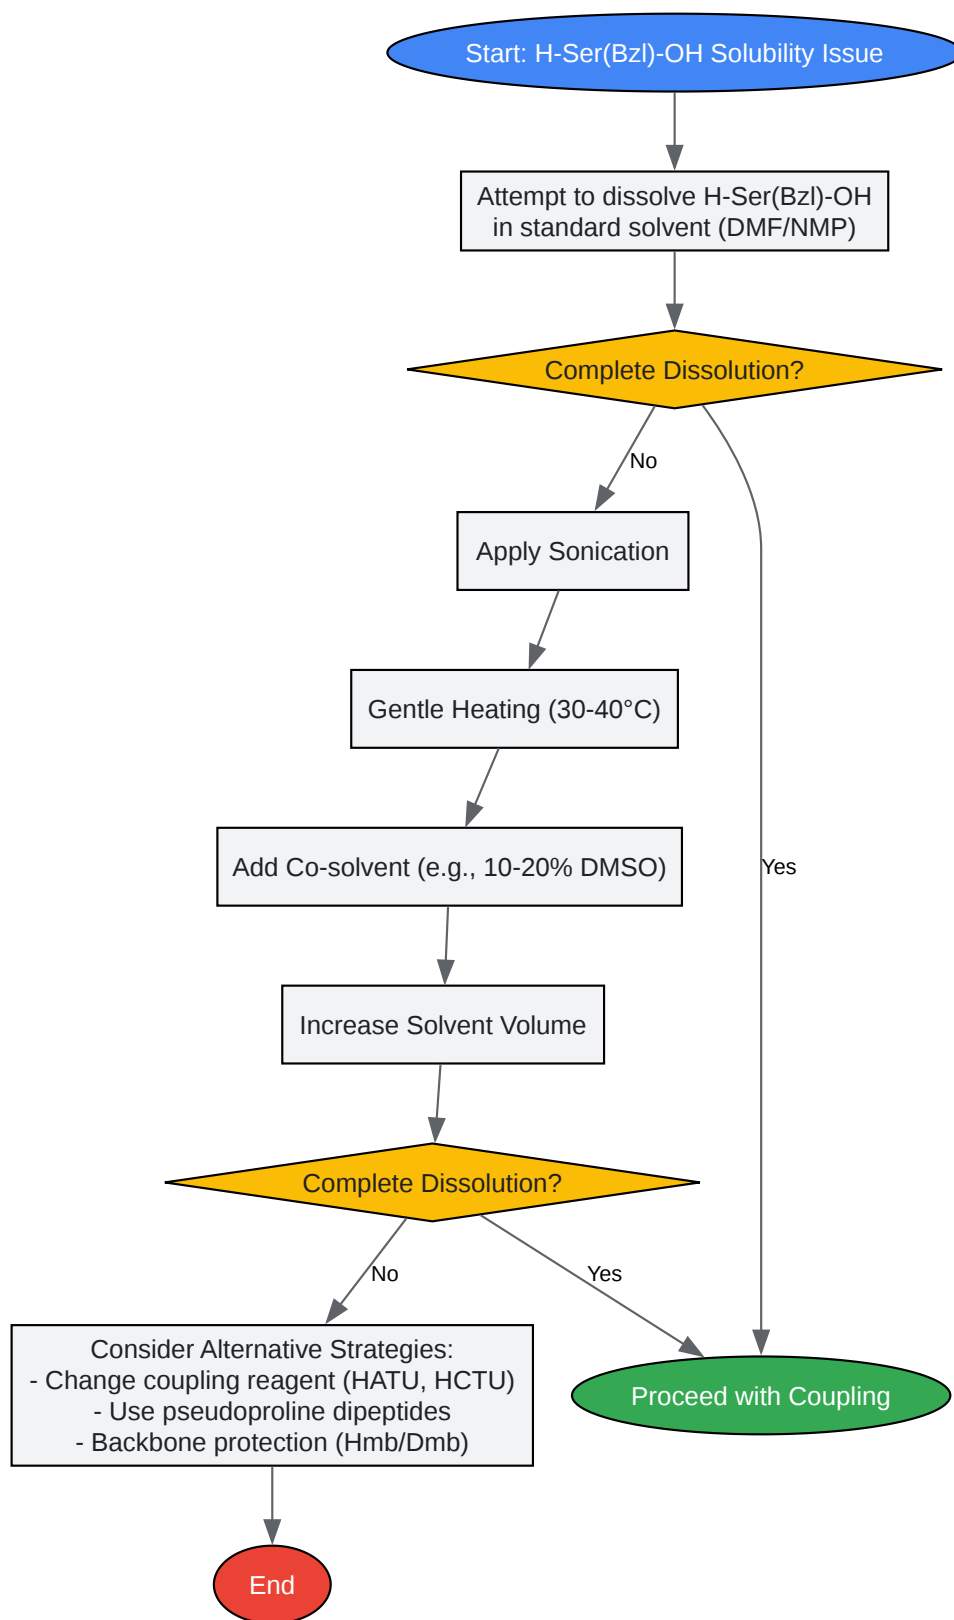 Start: H-Ser(Bzl)-OH Solubility Issue
Attempt to dissolve H-Ser(Bzl)-OH
in standard solvent (DMF/NMP)
Complete Dissolution?
No
Apply Sonication
Gentle Heating (30-40°C)
Add Co-solvent (e.g., 10-20% DMSO)
Yes
Increase Solvent Volume
Complete Dissolution?
No
Yes
Consider Alternative Strategies:
- Change coupling reagent (HATU, HCTU)
- Use pseudoproline dipeptides
- Backbone protection (Hmb/Dmb)
Proceed with Coupling
End